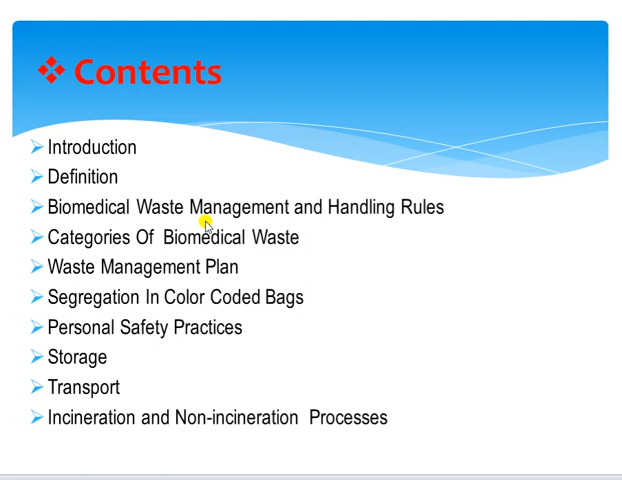 ❖ Contents
➢ Introduction
➢ Definition
➢ Biomedical Waste Management and Handling Rules
➢ Categories Of Biomedical Waste
➢ Waste Management Plan
➢ Segregation In Color Coded Bags
➢ Personal Safety Practices
➢ Storage
➢ Transport
➢ Incineration and Non-incineration Processes